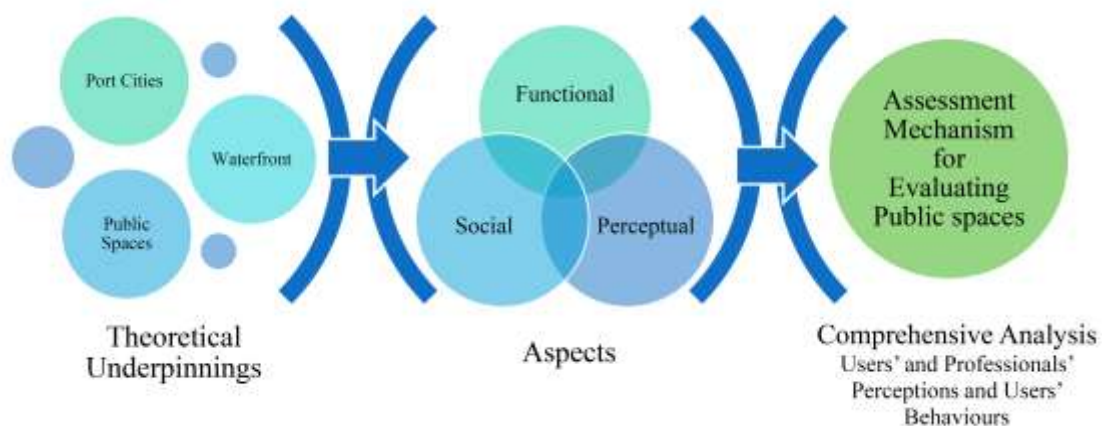 Port Cities
Waterfront
Public
Spaces
Theoretical
Underpinnings
Functional
Social
Perceptual
Aspects
Assessment
Mechanism
for
Evaluating
Public spaces
Comprehensive Analysis
Users’ and Professionals’
Perceptions and Users’
Behaviours